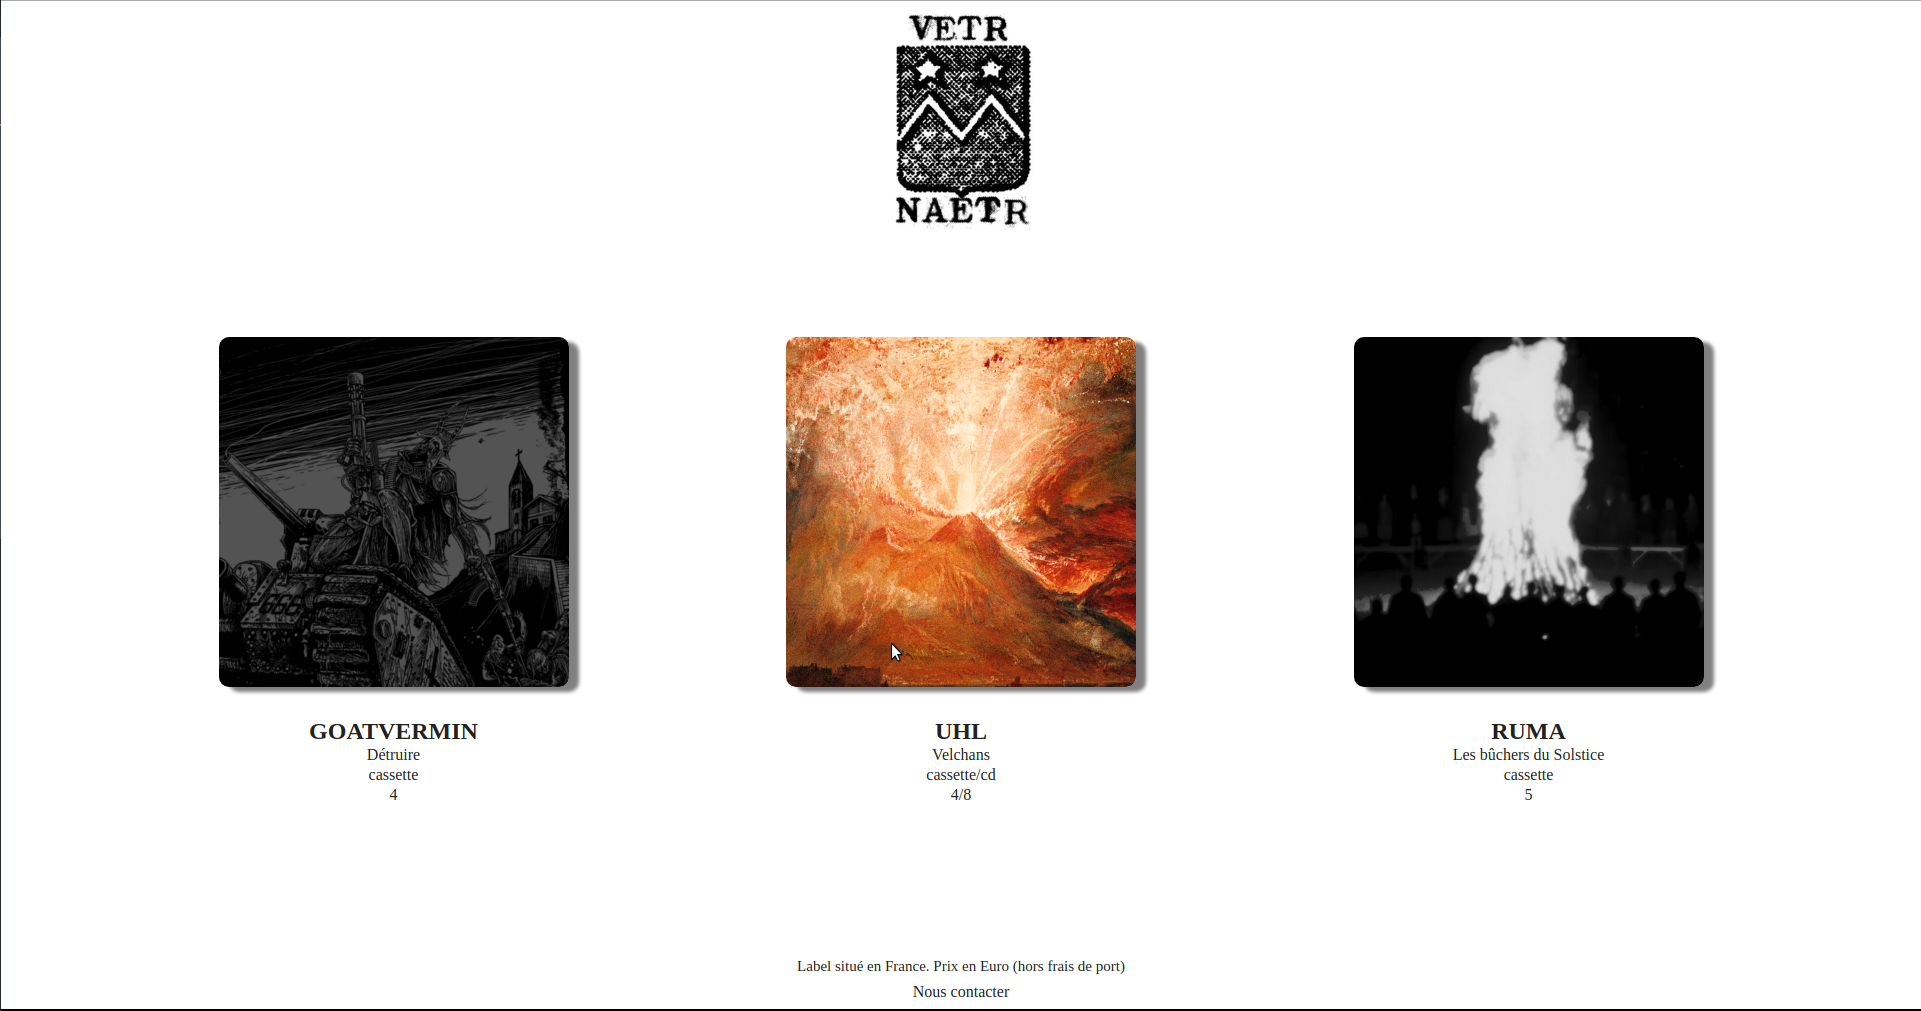 VETR
NAETR
666
GOATVERMIN
Détruire
cassette
4
UHL
Velchans
cassette/cd
4/8
RUMA
Les bûchers du Solstice
cassette
5
Label situé en France. Prix en Euro (hors frais de port)
Nous contacter